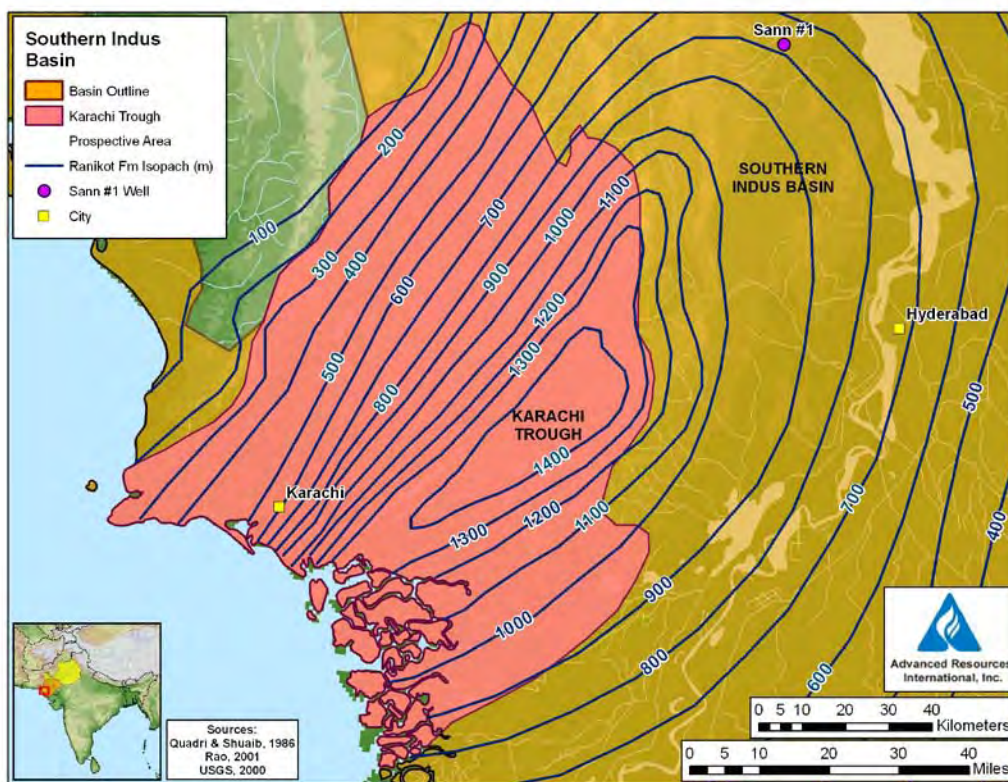 Southern Indus
Basin
Basin Outline
Karachi Trough
Prospective Area
Ranikot Fm Isopach (m)
Sann #1 Well
City
Sann #1
SOUTHERN
INDUS BASIN
Hyderabad
KARACHI
TROUGH
Karachi
100
200
300
400
500
600
700
800
900
1000
1100
1200
1300
1400
1300
1200
1100
1000
900
800
700
600
500
400
Sources:
Quadri & Shuaib, 1986
Rao, 2001
USGS, 2000
Advanced Resources
International, Inc.
0 5 10 20 30 40
Kilometers
0 5 10 20 30 40
Miles